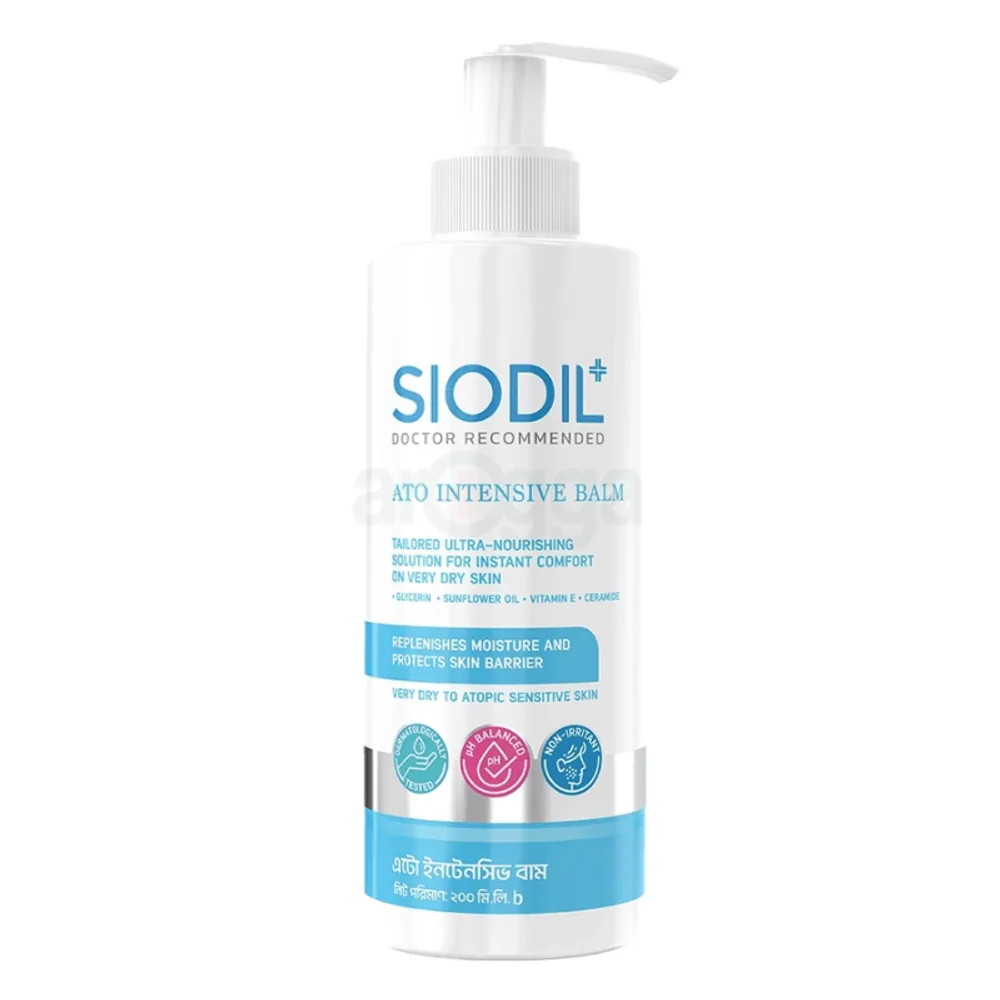 SIODIL+
DOCTOR RECOMMENDED
arogga
ATO INTENSIVE BALM
TAILORED ULTRA-NOURISHING
SOLUTION FOR INSTANT COMFORT
ON VERY DRY SKIN
• GLYCERIN • SUNFLOWER OIL • VITAMIN E • CERAMIDE
REPLENISHES MOISTURE AND
PROTECTS SKIN BARRIER
VERY DRY TO ATOPIC SENSITIVE SKIN
DERMATOLOGICALLY TESTED
pH BALANCED
pH
NON-IRRITANT
এটো ইনটেনসিভ বাম
নিট পরিমাণ: ২০০ মি.লি. b